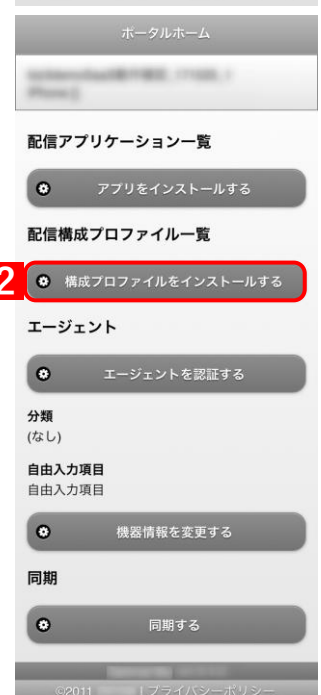 ポータルホーム
配信アプリケーション一覧
アプリをインストールする
配信構成プロファイル一覧
2
構成プロファイルをインストールする
エージェント
エージェントを認証する
分類
(なし)
自由入力項目
自由入力項目
機器情報を変更する
同期
同期する
©2011 | プライバシーポリシー